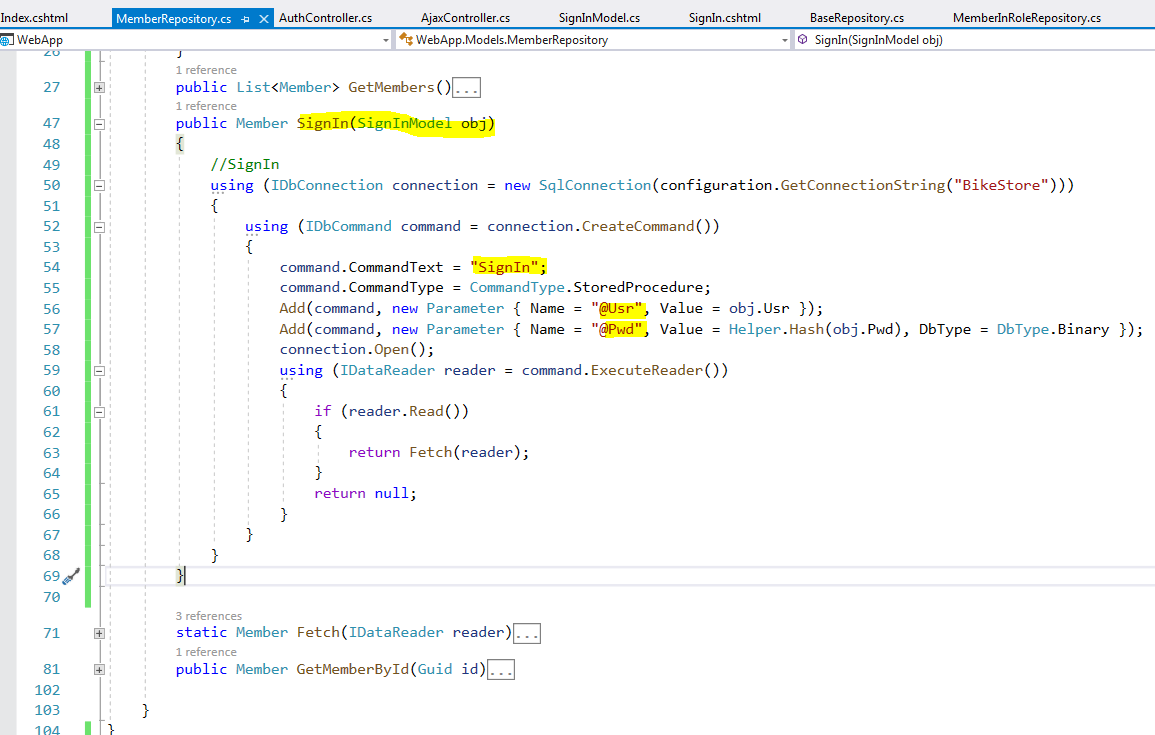 Index.cshtml MemberRepository.cs AuthController.cs AjaxController.cs SignInModel.cs SignIn.cshtml BaseRepository.cs MemberInRoleRepository.cs
WebApp WebApp.Models.MemberRepository SignIn(SignInModel obj)
26 }
1 reference
27 public List<Member> GetMembers()...
1 reference
47 public Member SignIn(SignInModel obj)
48 {
49 //SignIn
50 using (IDbConnection connection = new SqlConnection(configuration.GetConnectionString("BikeStore")))
51 {
52 using (IDbCommand command = connection.CreateCommand())
53 {
54 command.CommandText = "SignIn";
55 command.CommandType = CommandType.StoredProcedure;
56 Add(command, new Parameter { Name = "@Usr", Value = obj.Usr });
57 Add(command, new Parameter { Name = "@Pwd", Value = Helper.Hash(obj.Pwd), DbType = DbType.Binary });
58 connection.Open();
59 using (IDataReader reader = command.ExecuteReader())
60 {
61 if (reader.Read())
62 {
63 return Fetch(reader);
64 }
65 return null;
66 }
67 }
68 }
69 }
70
3 references
71 static Member Fetch(IDataReader reader)...
1 reference
81 public Member GetMemberById(Guid id)...
102
103 }
104 }